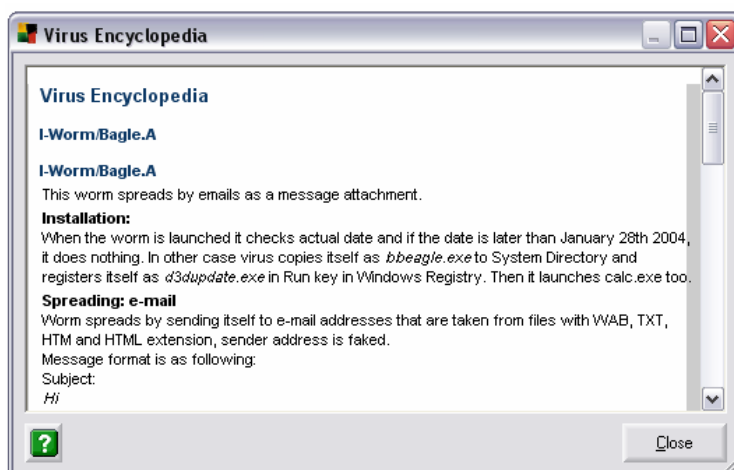 Virus Encyclopedia
Virus Encyclopedia
I-Worm/Bagle.A
I-Worm/Bagle.A
This worm spreads by emails as a message attachment.
Installation:
When the worm is launched it checks actual date and if the date is later than January 28th 2004,
it does nothing. In other case virus copies itself as bbeagle.exe to System Directory and
registers itself as d3dupdate.exe in Run key in Windows Registry. Then it launches calc.exe too.
Spreading: e-mail
Worm spreads by sending itself to e-mail addresses that are taken from files with WAB, TXT,
HTM and HTML extension, sender address is faked.
Message format is as following:
Subject:
Hi
?
Close